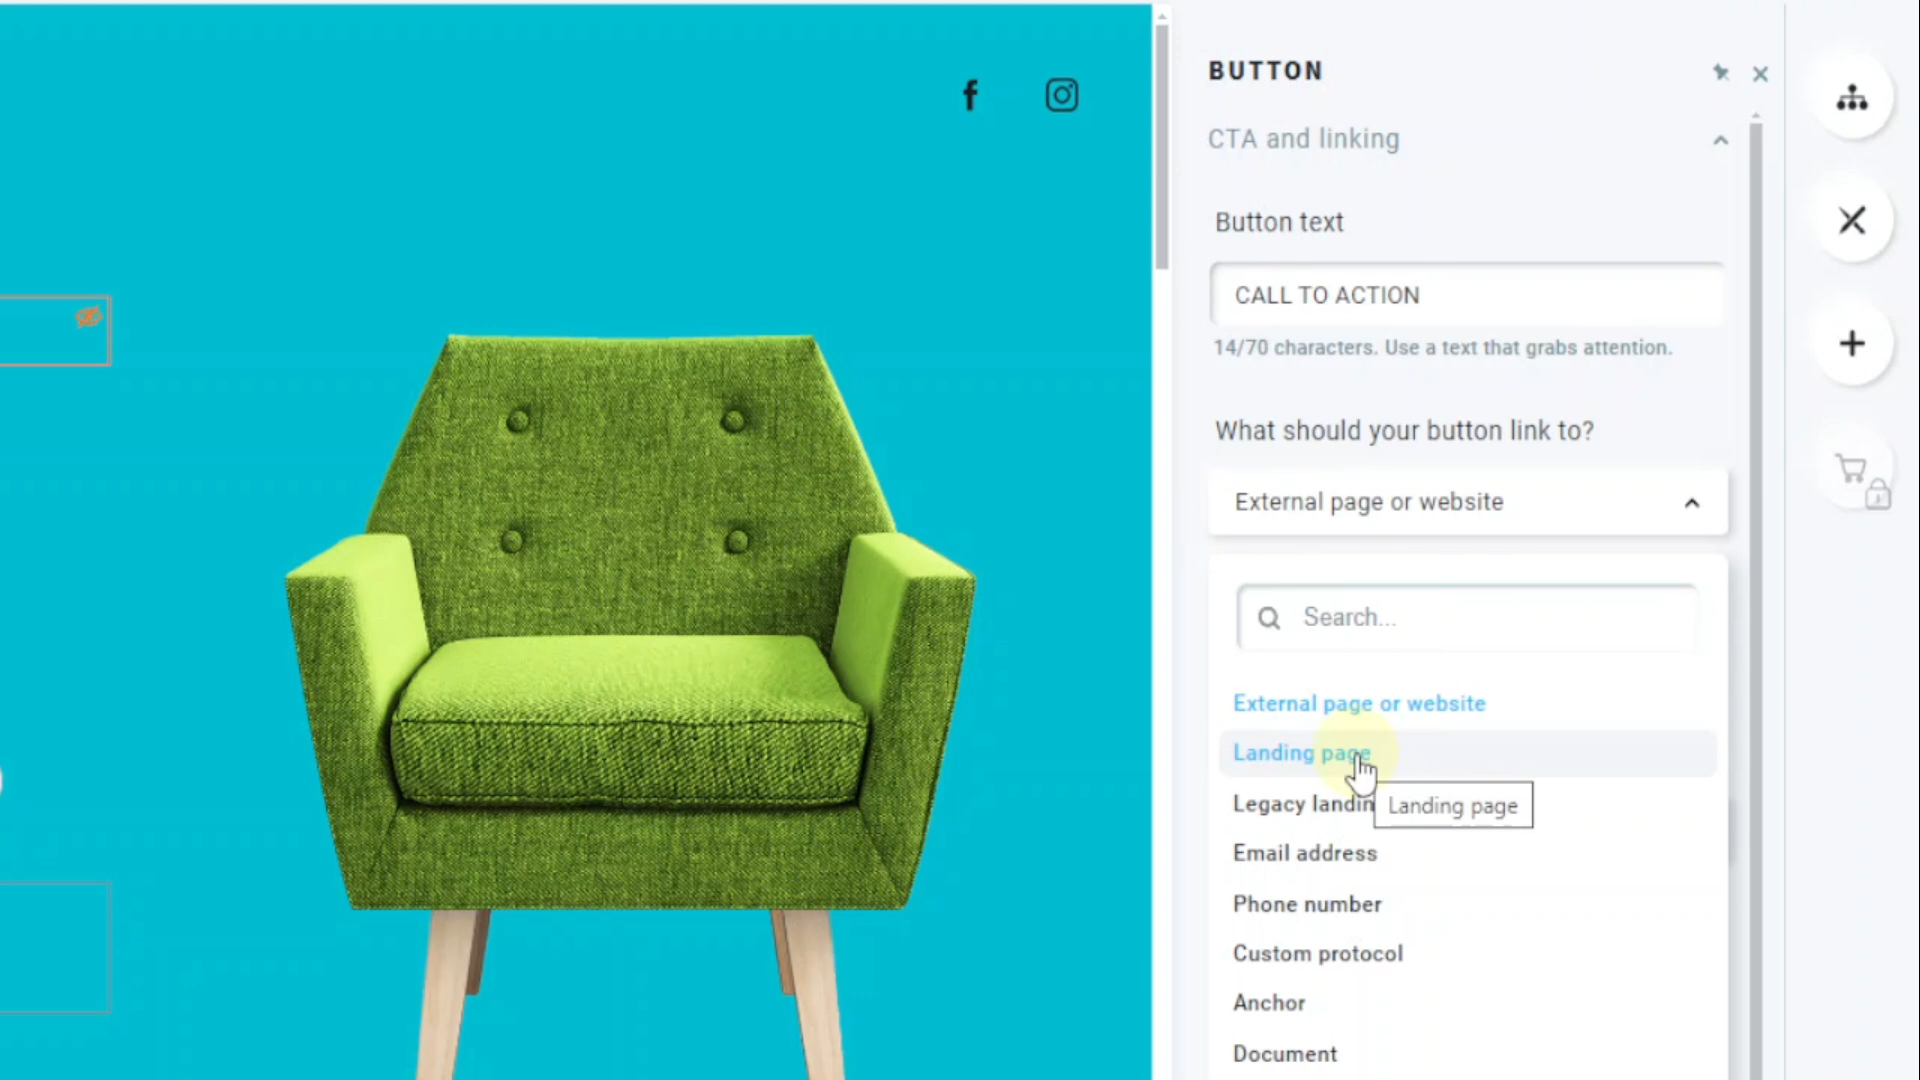 BUTTON
CTA and linking
Button text
CALL TO ACTION
14/70 characters. Use a text that grabs attention.
What should your button link to?
External page or website
Search...
External page or website
Landing page
Legacy landin
Landing page
Email address
Phone number
Custom protocol
Anchor
Document